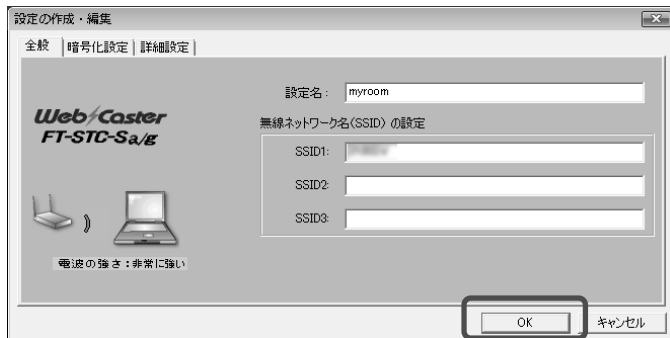 設定の作成・編集
全般 暗号化設定 詳細設定
Web Caster
FT-STC-Sa/g
設定名： myroom
無線ネットワーク名(SSID) の設定
SSID1:
SSID2:
SSID3:
電波の強さ：非常に強い
OK キャンセル